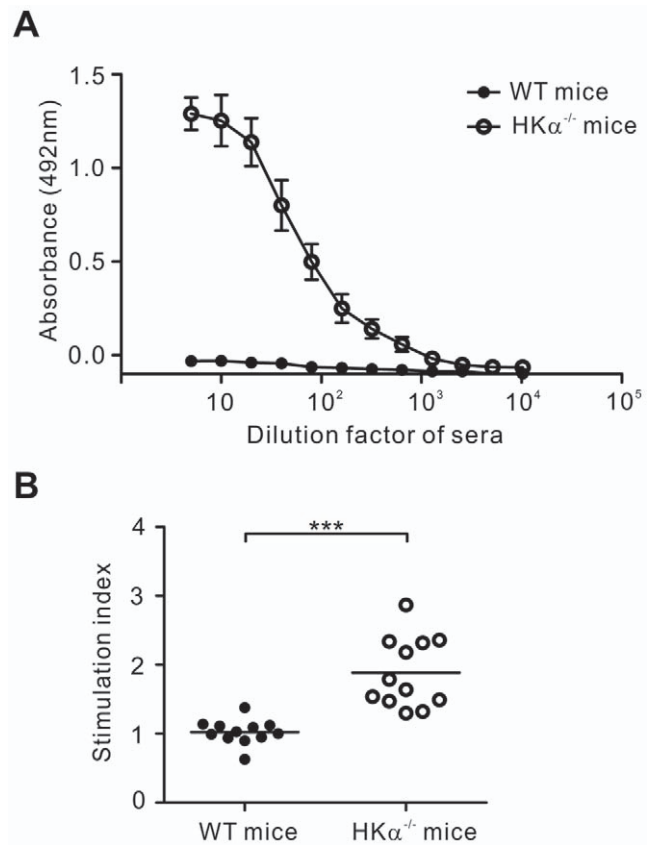 A
1.5
1.0
0.5
0.0
Absorbance (492nm)
WT mice
HKα-/- mice
10
10²
10³
10⁴
10⁵
Dilution factor of sera
B
4
3
2
1
0
Stimulation index
***
WT mice
HKα-/- mice